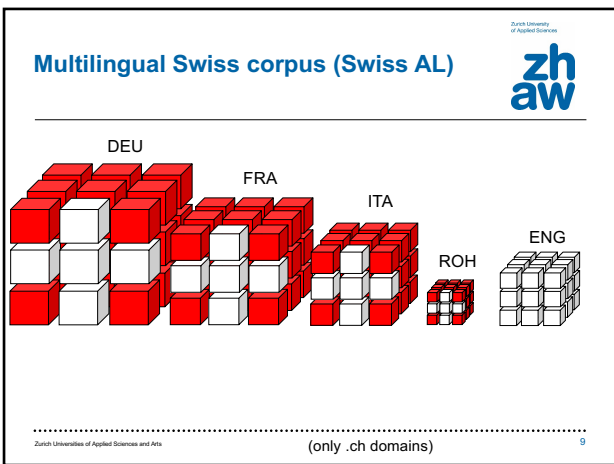 Zurich University
of Applied Sciences
zh
aw
Multilingual Swiss corpus (Swiss AL)
DEU
FRA
ITA
ROH
ENG
Zurich Universities of Applied Sciences and Arts
(only .ch domains)
9